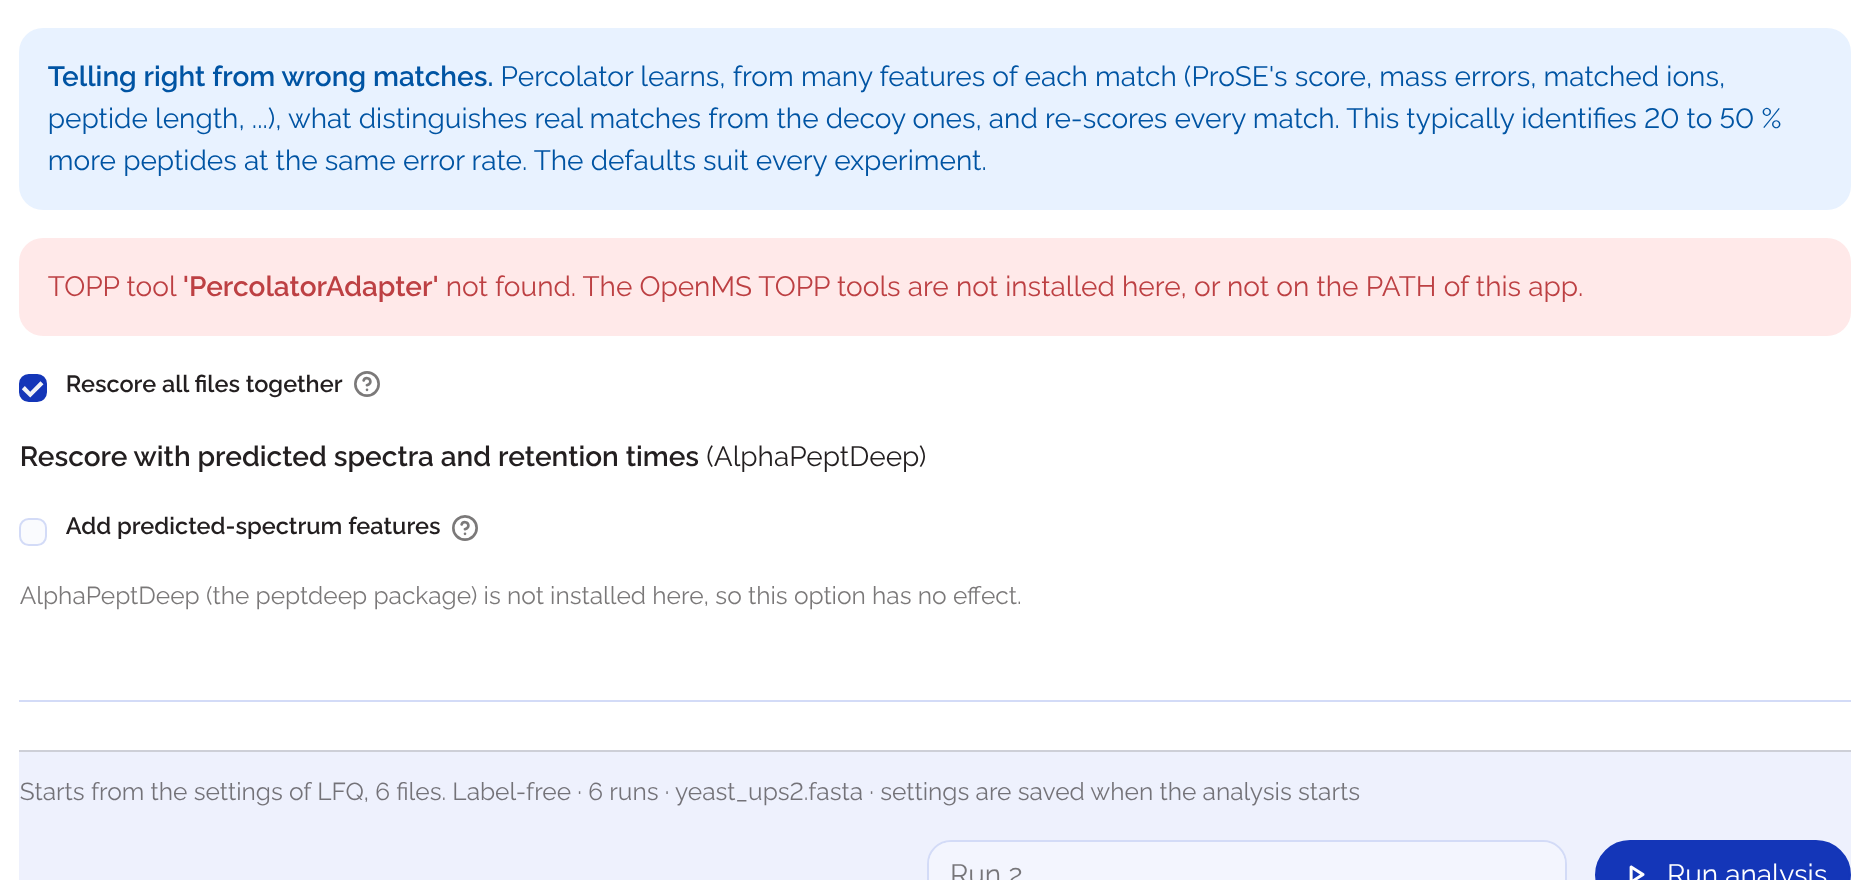 Telling right from wrong matches. Percolator learns, from many features of each match (ProSE's score, mass errors, matched ions,
peptide length, ...), what distinguishes real matches from the decoy ones, and re-scores every match. This typically identifies 20 to 50 %
more peptides at the same error rate. The defaults suit every experiment.
TOPP tool 'PercolatorAdapter' not found. The OpenMS TOPP tools are not installed here, or not on the PATH of this app.
Rescore all files together
Rescore with predicted spectra and retention times (AlphaPeptDeep)
Add predicted-spectrum features
AlphaPeptDeep (the peptdeep package) is not installed here, so this option has no effect.
Starts from the settings of LFQ, 6 files. Label-free · 6 runs · yeast_ups2.fasta · settings are saved when the analysis starts
Run 2
Run analysis